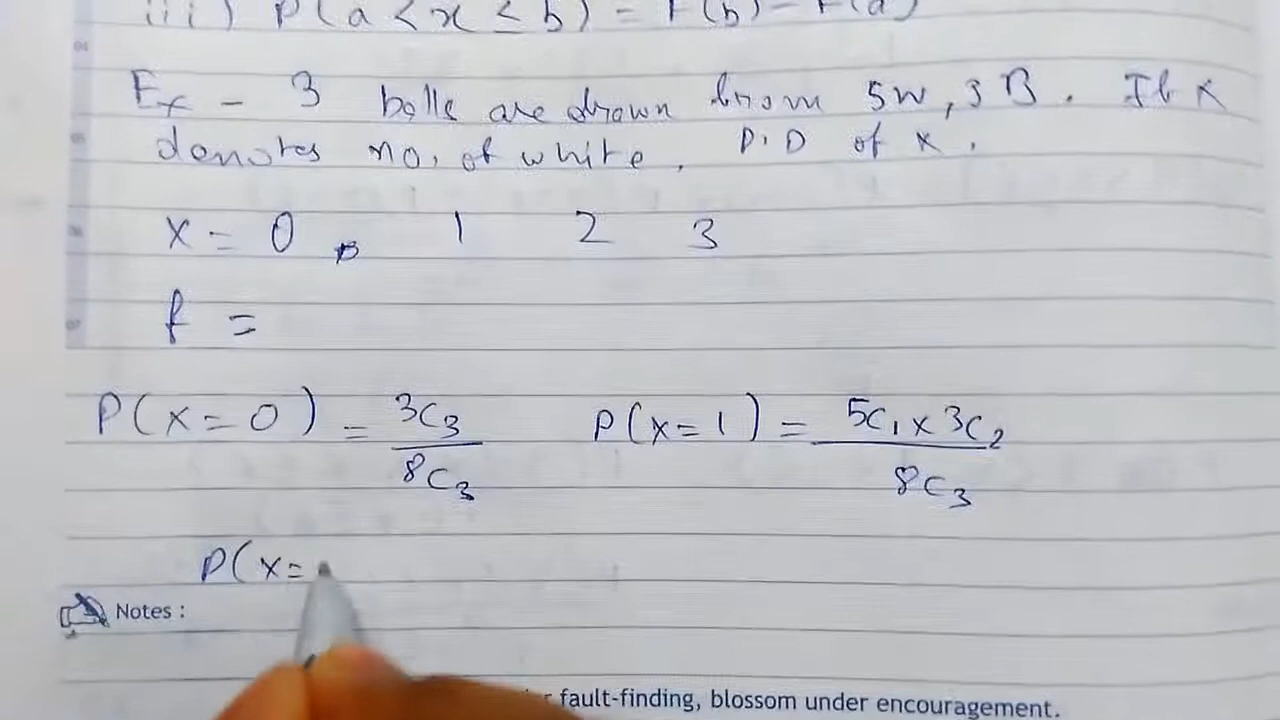 iii) P(a < x ≤ b) = F(b) - F(a)
Ex - 3 balls are drawn from 5W, 3B. If X
denotes no. of white. P.D of x.
x = 0 1 2 3
f =
P(x=0) = 3C3 / 8C3 P(x=1) = 5C1 x 3C2 / 8C3
P(x=
Notes :
fault-finding, blossom under encouragement.